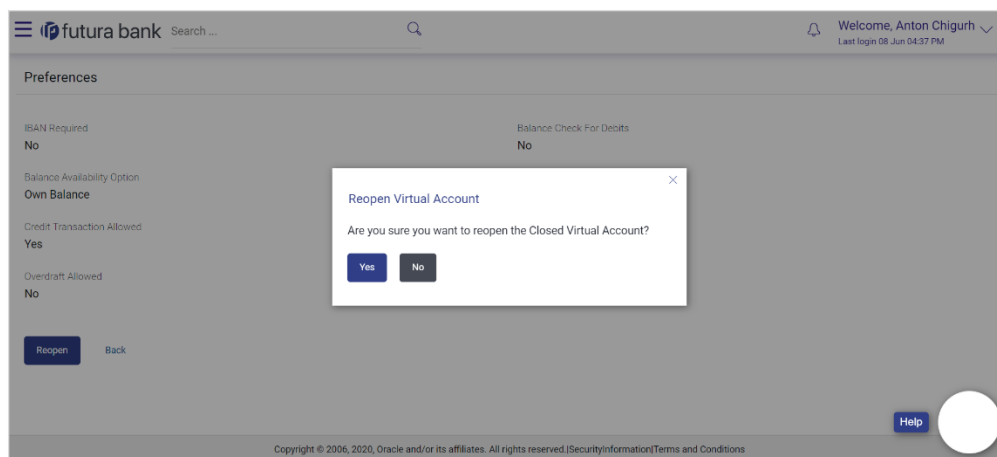 futura bank Search ... Welcome, Anton Chigurh
Last login 08 Jun 04:37 PM
Preferences
IBAN Required Balance Check For Debits
No No
Balance Availability Option
Own Balance
Reopen Virtual Account
Credit Transaction Allowed Are you sure you want to reopen the Closed Virtual Account?
Yes
Yes No
Overdraft Allowed
No
Reopen Back
Help
Copyright © 2006, 2020, Oracle and/or its affiliates. All rights reserved.|SecurityInformation|Terms and Conditions